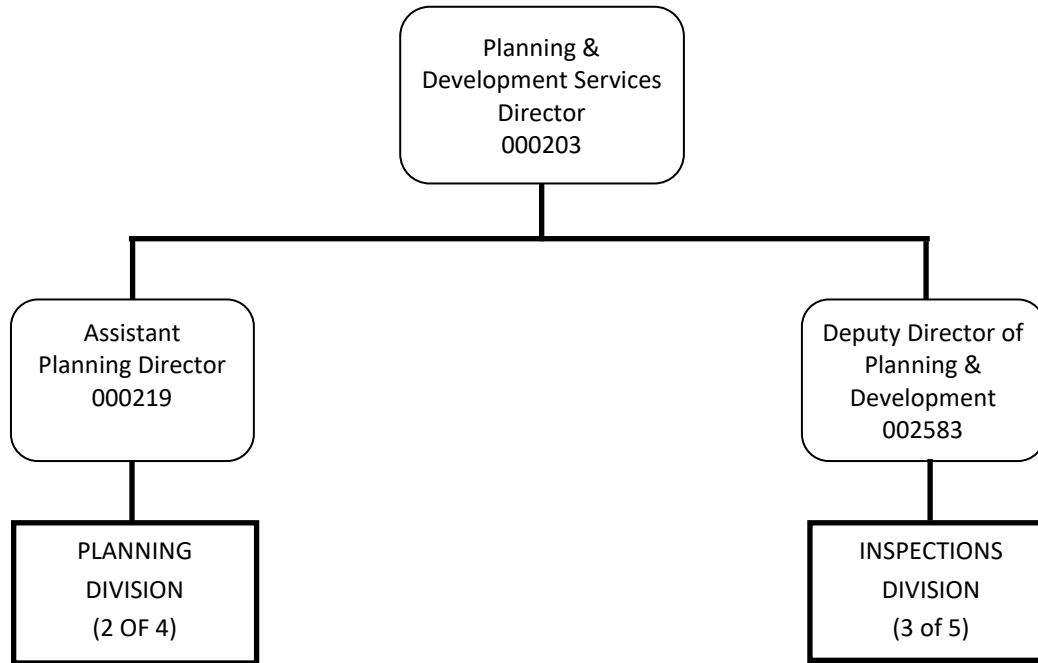 Planning &
Development Services
Director
000203
Assistant
Planning Director
000219
Deputy Director of
Planning &
Development
002583
PLANNING
DIVISION
(2 OF 4)
INSPECTIONS
DIVISION
(3 of 5)